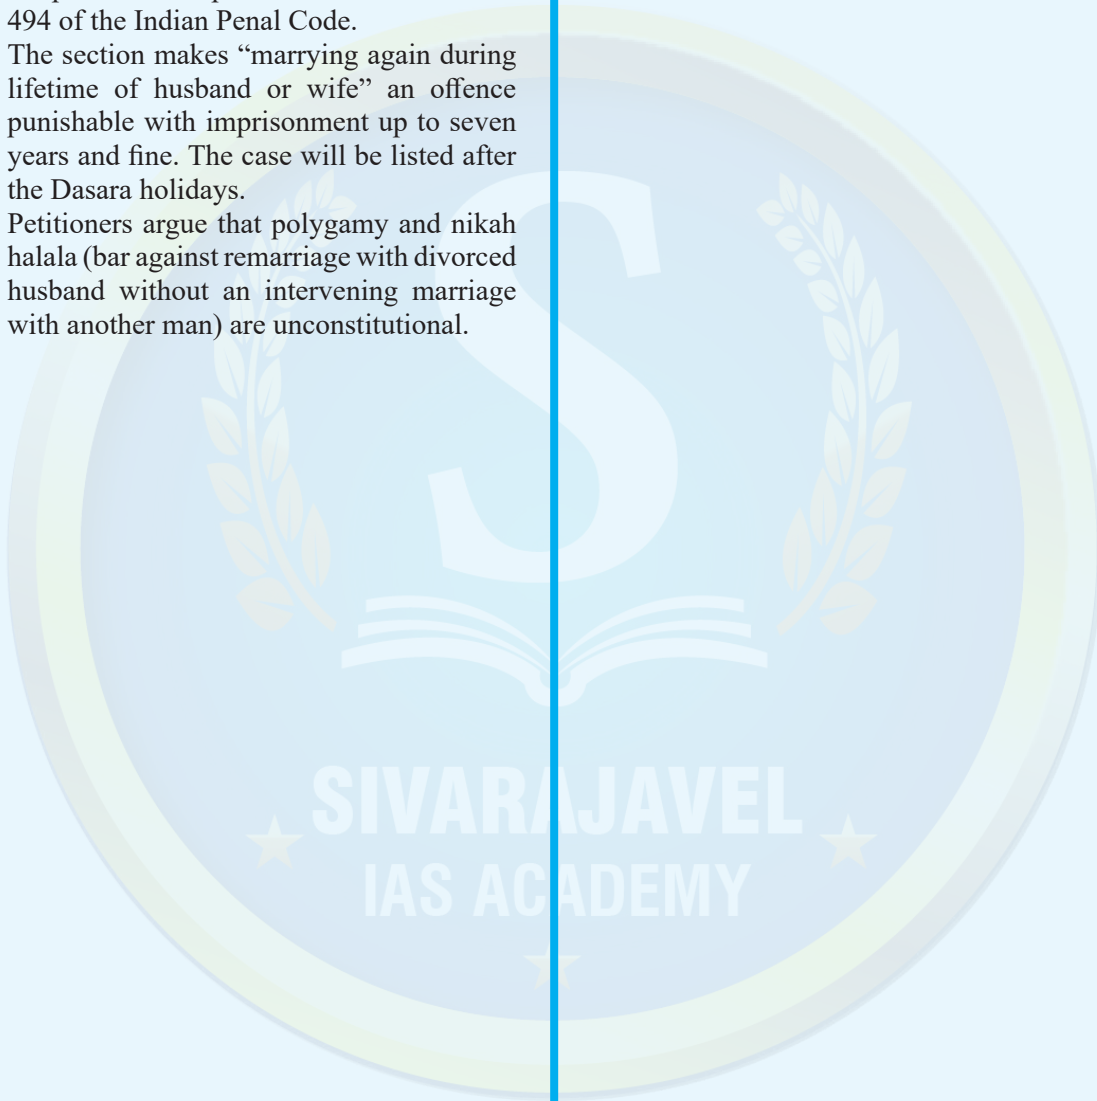 494 of the Indian Penal Code.
The section makes “marrying again during
lifetime of husband or wife” an offence
punishable with imprisonment up to seven
years and fine. The case will be listed after
the Dasara holidays.
Petitioners argue that polygamy and nikah
halala (bar against remarriage with divorced
husband without an intervening marriage
with another man) are unconstitutional.
S
SIVARAJAVEL
IAS ACADEMY